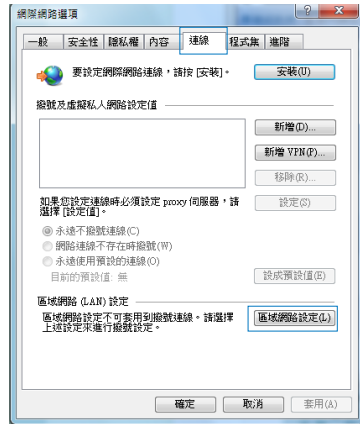 網際網路選項
一般 安全性 隱私權 內容 連線 程式集 進階
要設定網際網路連線，請按 [安裝]。 安裝(U)
撥號及虛擬私人網路設定值
新增(D)...
新增 VPN(P)...
移除(R)...
如果您設定連線時必須設定 proxy 伺服器，請 設定(S)
選擇 [設定值]。
永遠不撥號連線(C)
網路連線不存在時撥號(W)
永遠使用預設的連線(O)
目前的預設值: 無 設成預設值(E)
區域網路 (LAN) 設定
區域網路設定不可套用到撥號連線。請選擇 區域網路設定(L)
上述設定來進行撥號設定。
確定 取消 套用(A)